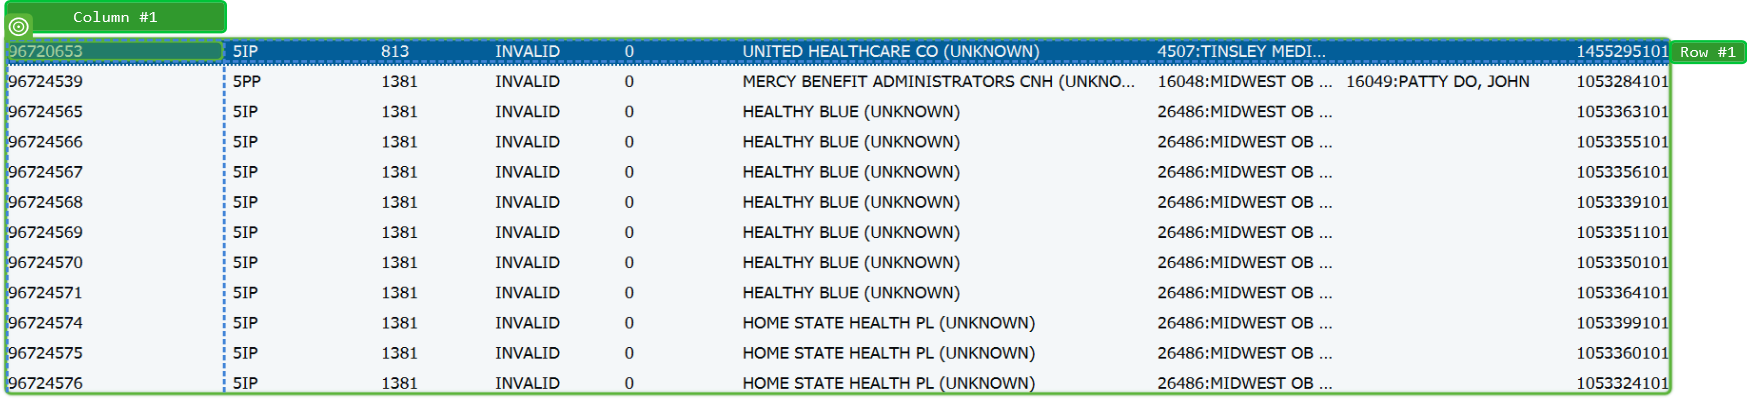 Column #1
96720653 5IP 813 INVALID 0 UNITED HEALTHCARE CO (UNKNOWN) 4507:TINSLEY MEDI... 1455295101 Row #1
96724539 5PP 1381 INVALID 0 MERCY BENEFIT ADMINISTRATORS CNH (UNKNO... 16048:MIDWEST OB ... 16049:PATTY DO, JOHN 1053284101
96724565 5IP 1381 INVALID 0 HEALTHY BLUE (UNKNOWN) 26486:MIDWEST OB ... 1053363101
96724566 5IP 1381 INVALID 0 HEALTHY BLUE (UNKNOWN) 26486:MIDWEST OB ... 1053355101
96724567 5IP 1381 INVALID 0 HEALTHY BLUE (UNKNOWN) 26486:MIDWEST OB ... 1053356101
96724568 5IP 1381 INVALID 0 HEALTHY BLUE (UNKNOWN) 26486:MIDWEST OB ... 1053339101
96724569 5IP 1381 INVALID 0 HEALTHY BLUE (UNKNOWN) 26486:MIDWEST OB ... 1053351101
96724570 5IP 1381 INVALID 0 HEALTHY BLUE (UNKNOWN) 26486:MIDWEST OB ... 1053350101
96724571 5IP 1381 INVALID 0 HEALTHY BLUE (UNKNOWN) 26486:MIDWEST OB ... 1053364101
96724574 5IP 1381 INVALID 0 HOME STATE HEALTH PL (UNKNOWN) 26486:MIDWEST OB ... 1053399101
96724575 5IP 1381 INVALID 0 HOME STATE HEALTH PL (UNKNOWN) 26486:MIDWEST OB ... 1053360101
96724576 5IP 1381 INVALID 0 HOME STATE HEALTH PL (UNKNOWN) 26486:MIDWEST OB ... 1053324101